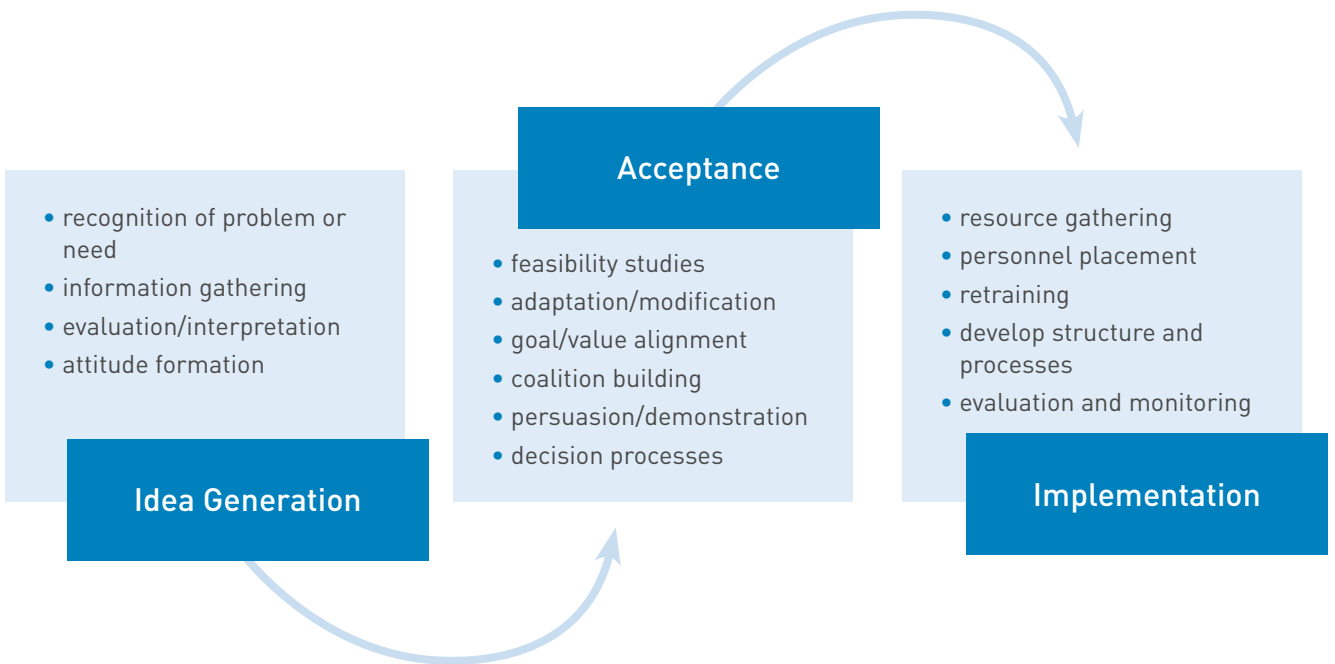 • recognition of problem or
need
• information gathering
• evaluation/interpretation
• attitude formation
Idea Generation
Acceptance
• feasibility studies
• adaptation/modification
• goal/value alignment
• coalition building
• persuasion/demonstration
• decision processes
• resource gathering
• personnel placement
• retraining
• develop structure and
processes
• evaluation and monitoring
Implementation